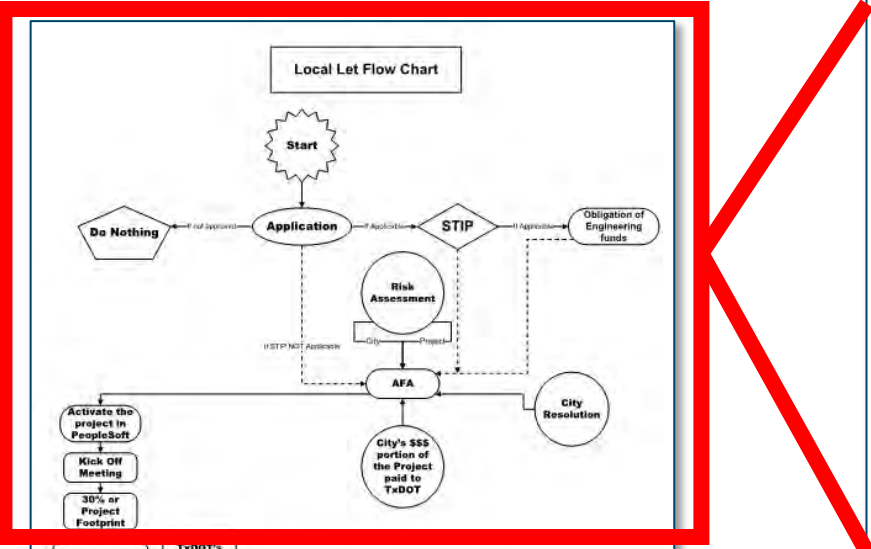 Local Let Flow Chart
Start
Do Nothing
If not approved
Application
If Applicable
STIP
If Applicable
Obligation of
Engineering
funds
Risk
Assessment
City
Project
If STIP NOT Applicable
AFA
City
Resolution
Activate the
project in
PeopleSoft
City's $$$
portion of
the Project
paid to
TxDOT
Kick Off
Meeting
30% or
Project
Footprint
TxDOT's